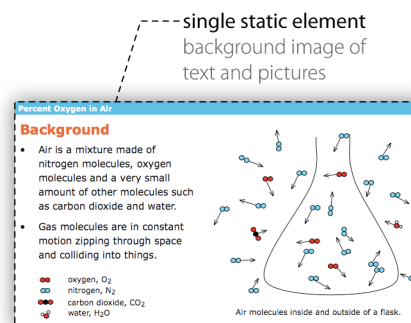 single static element
background image of
text and pictures
Percent Oxygen in Air
Background
• Air is a mixture made of
nitrogen molecules, oxygen
molecules and a very small
amount of other molecules such
as carbon dioxide and water.
• Gas molecules are in constant
motion zipping through space
and colliding into things.
oxygen, O₂
nitrogen, N₂
carbon dioxide, CO₂
water, H₂O
Air molecules inside and outside of a flask.